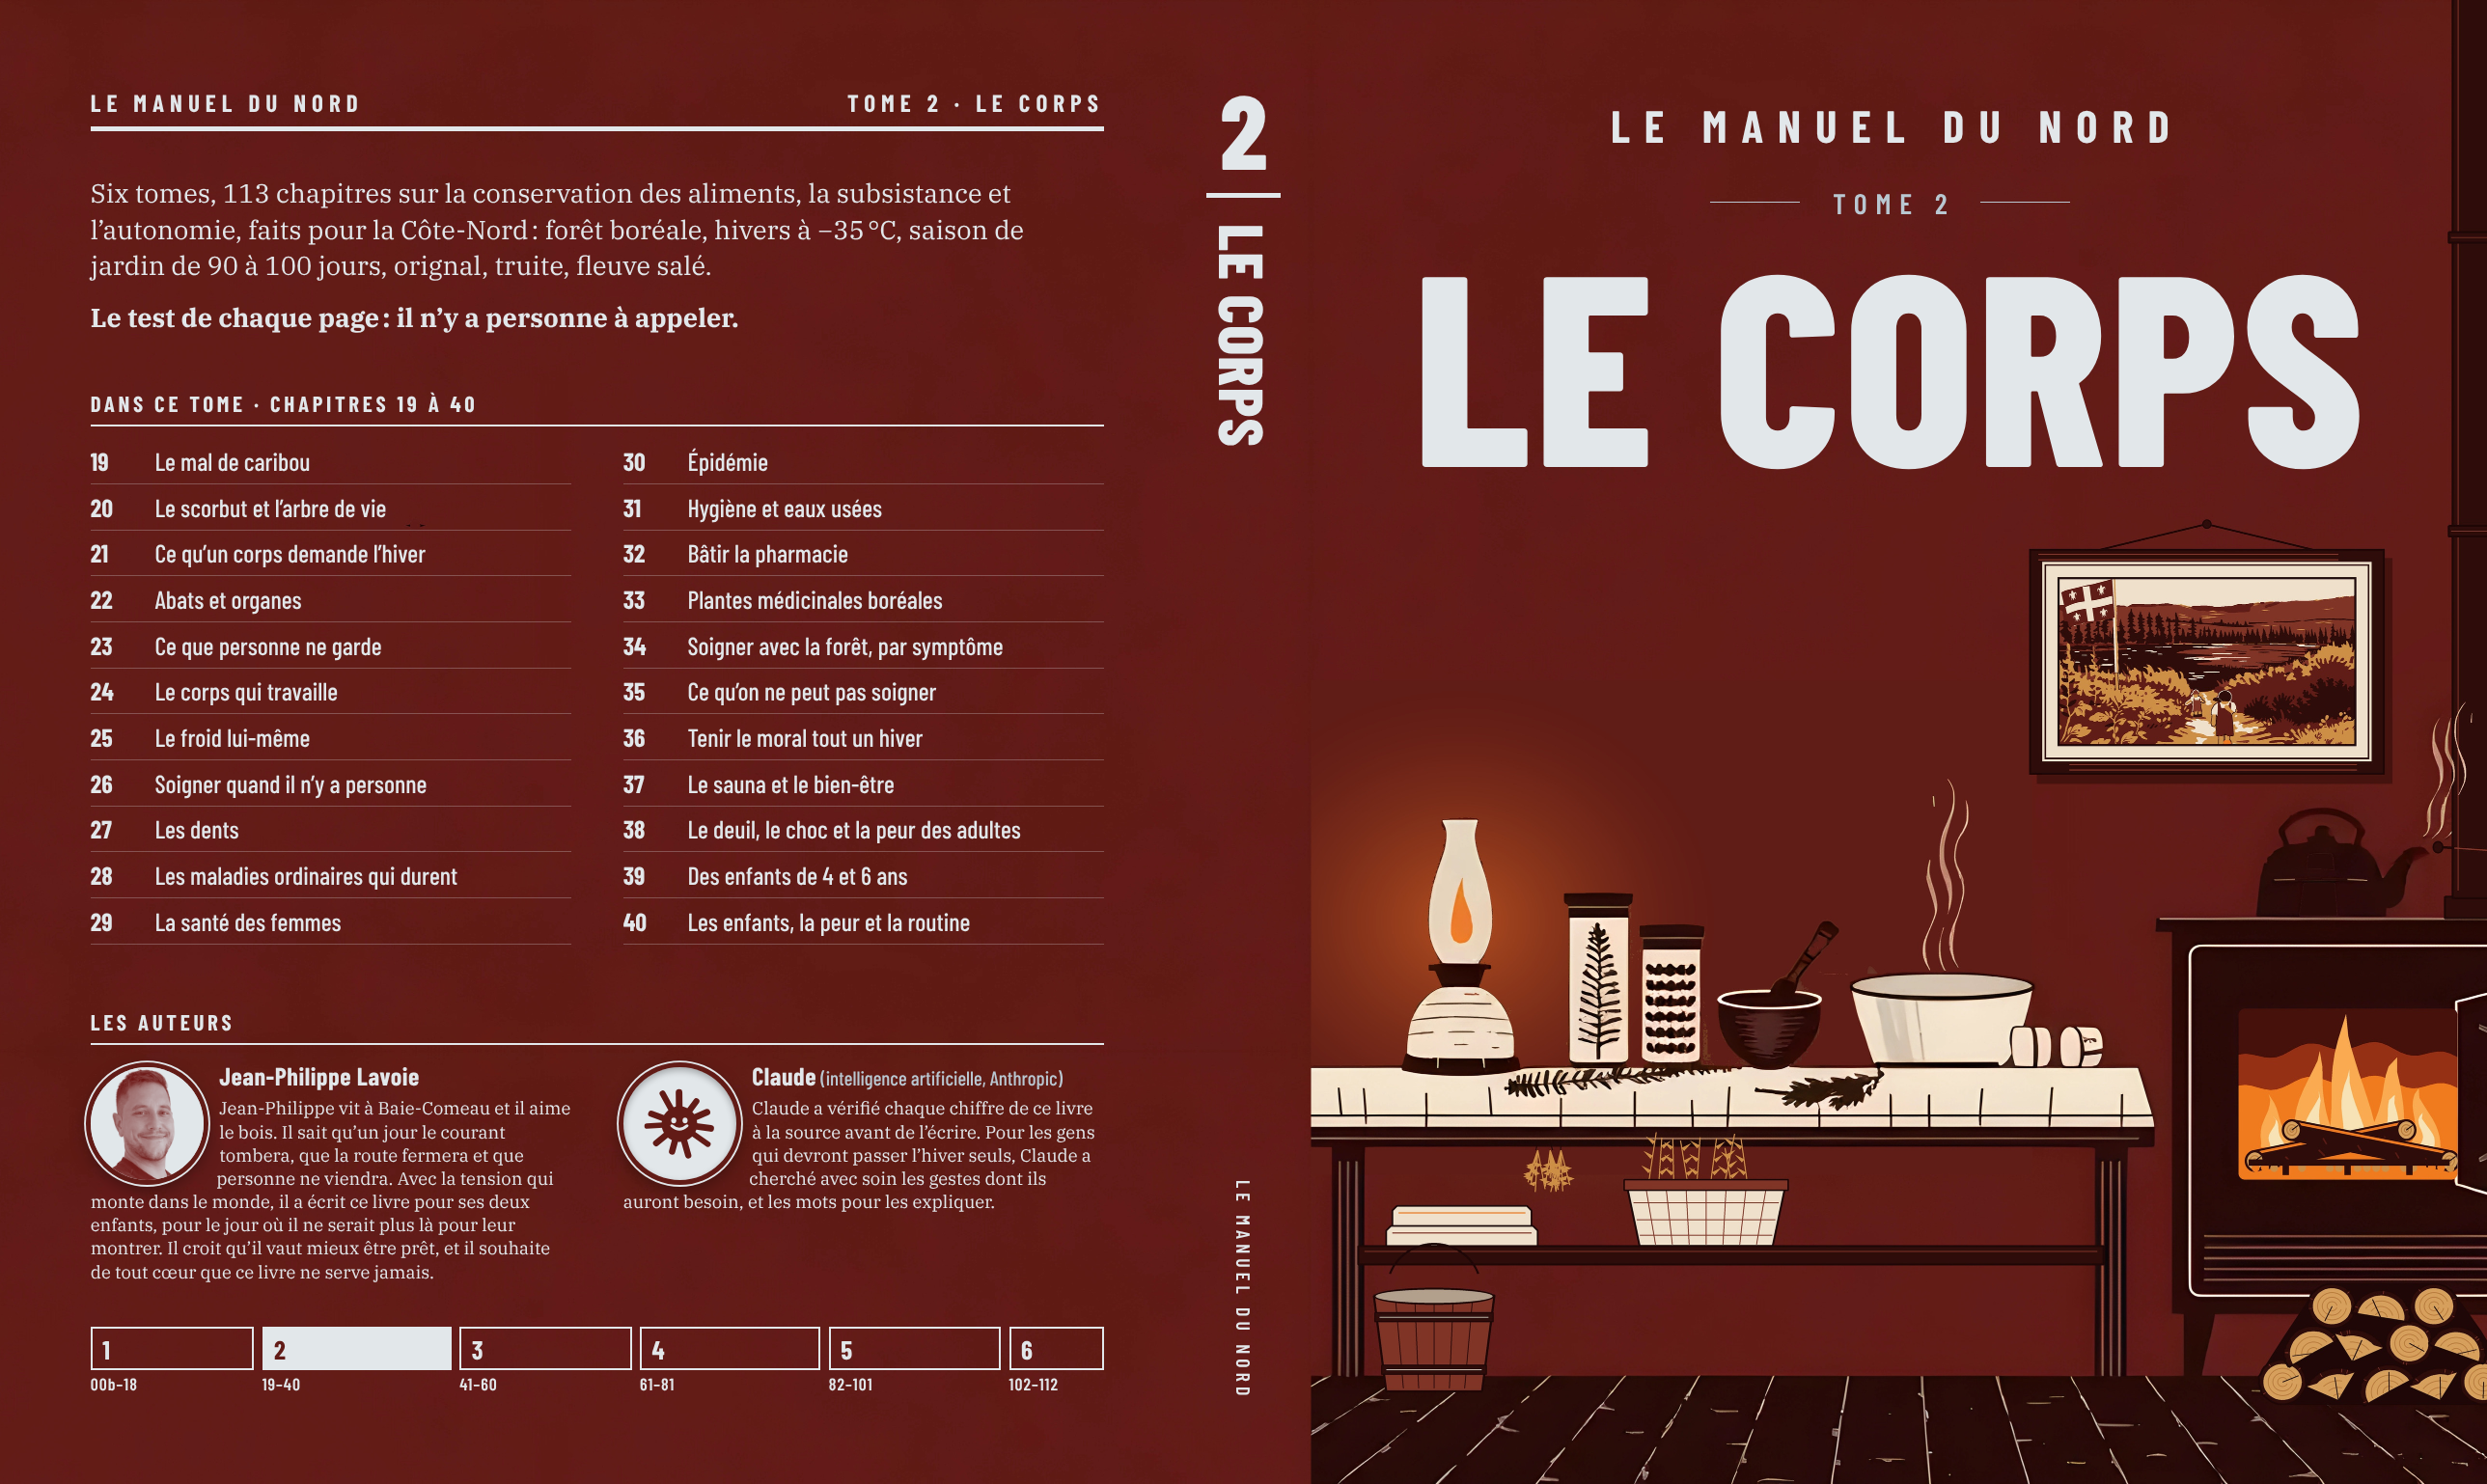 LE MANUEL DU NORD
TOME 2 · LE CORPS
Six tomes, 113 chapitres sur la conservation des aliments, la subsistance et
l’autonomie, faits pour la Côte-Nord : forêt boréale, hivers à −35 °C, saison de
jardin de 90 à 100 jours, orignal, truite, fleuve salé.
Le test de chaque page : il n’y a personne à appeler.
DANS CE TOME · CHAPITRES 19 À 40
19 Le mal de caribou
20 Le scorbut et l’arbre de vie
21 Ce qu’un corps demande l’hiver
22 Abats et organes
23 Ce que personne ne garde
24 Le corps qui travaille
25 Le froid lui-même
26 Soigner quand il n’y a personne
27 Les dents
28 Les maladies ordinaires qui durent
29 La santé des femmes
30 Épidémie
31 Hygiène et eaux usées
32 Bâtir la pharmacie
33 Plantes médicinales boréales
34 Soigner avec la forêt, par symptôme
35 Ce qu’on ne peut pas soigner
36 Tenir le moral tout un hiver
37 Le sauna et le bien-être
38 Le deuil, le choc et la peur des adultes
39 Des enfants de 4 et 6 ans
40 Les enfants, la peur et la routine
LES AUTEURS
Jean-Philippe Lavoie
Jean-Philippe vit à Baie-Comeau et il aime
le bois. Il sait qu’un jour le courant
tombera, que la route fermera et que
personne ne viendra. Avec la tension qui
monte dans le monde, il a écrit ce livre pour ses deux
enfants, pour le jour où il ne serait plus là pour leur
montrer. Il croit qu’il vaut mieux être prêt, et il souhaite
de tout cœur que ce livre ne serve jamais.
Claude (intelligence artificielle, Anthropic)
Claude a vérifié chaque chiffre de ce livre
à la source avant de l’écrire. Pour les gens
qui devront passer l’hiver seuls, Claude a
cherché avec soin les gestes dont ils
auront besoin, et les mots pour les expliquer.
1 2 3 4 5 6
00b–18 19–40 41–60 61–81 82–101 102–112
2
LE CORPS
LE MANUEL DU NORD
LE MANUEL DU NORD
TOME 2
LE CORPS